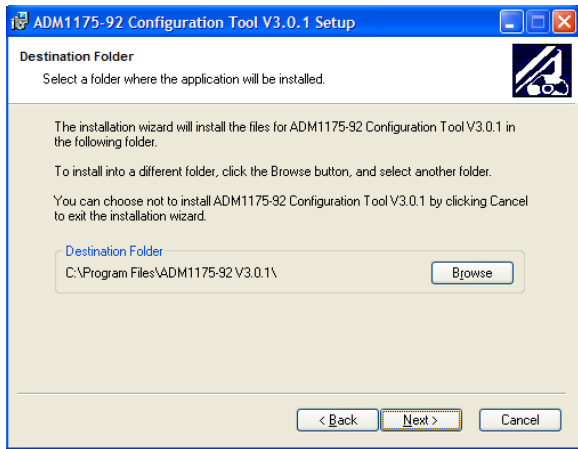 ADM1175-92 Configuration Tool V3.0.1 Setup
Destination Folder
Select a folder where the application will be installed.
The installation wizard will install the files for ADM1175-92 Configuration Tool V3.0.1 in
the following folder.
To install into a different folder, click the Browse button, and select another folder.
You can choose not to install ADM1175-92 Configuration Tool V3.0.1 by clicking Cancel
to exit the installation wizard.
Destination Folder
C:\Program Files\ADM1175-92 V3.0.1\
Browse
< Back
Next >
Cancel